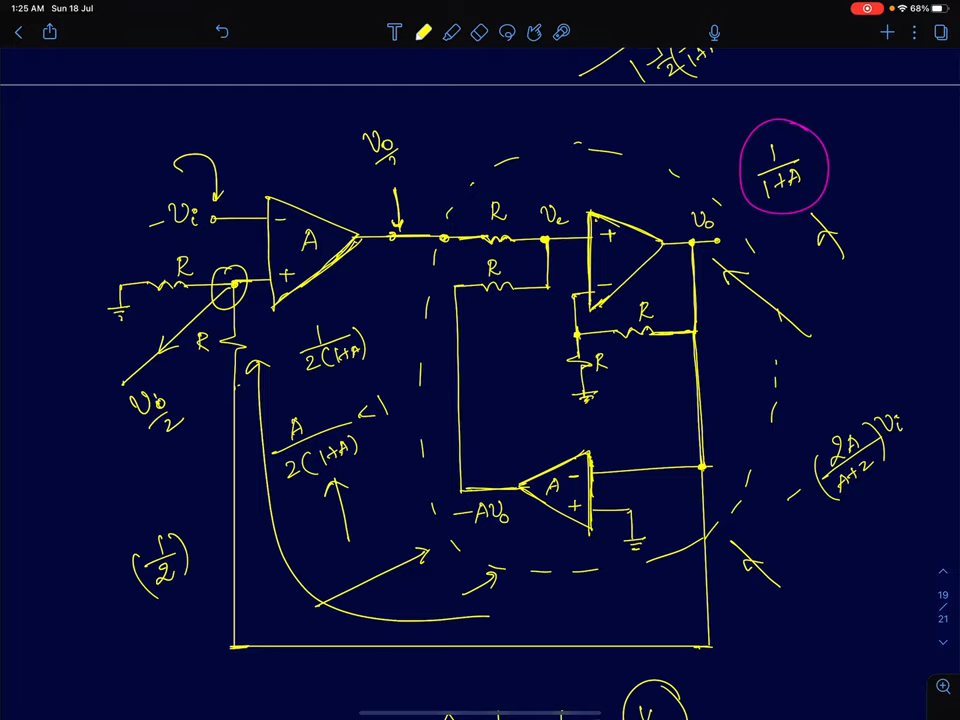 1:25 AM Sun 18 Jul
68%
Vo/2
1/(1+A)
R
Ve
Vo
-Vi
-
A
+
R
+
-
R
R
R
1/2(1+A)
R
Vo/2
A/2(1+A) <1
-(2A/A+2)Vi
A
-
+
-AVo
(1/2)
19
/
21